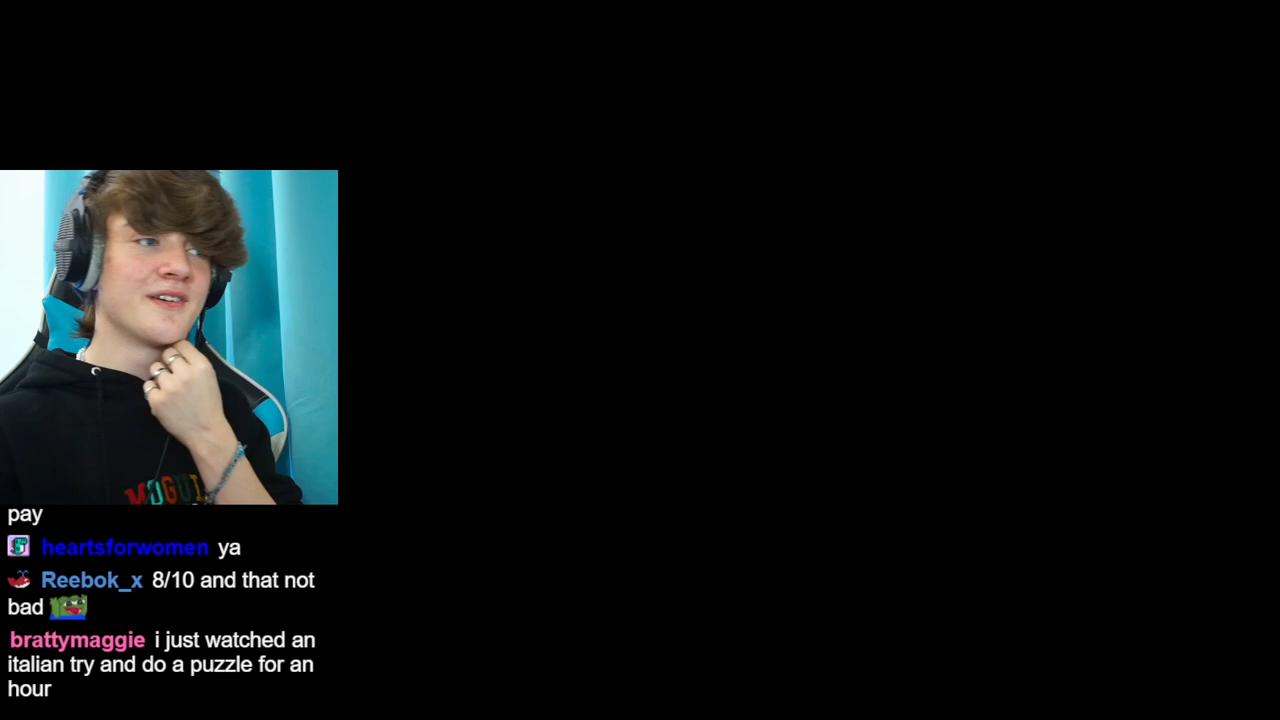 MOGUL
pay
heartsforwomen ya
Reebok_x 8/10 and that not
bad
brattymaggie i just watched an
italian try and do a puzzle for an
hour